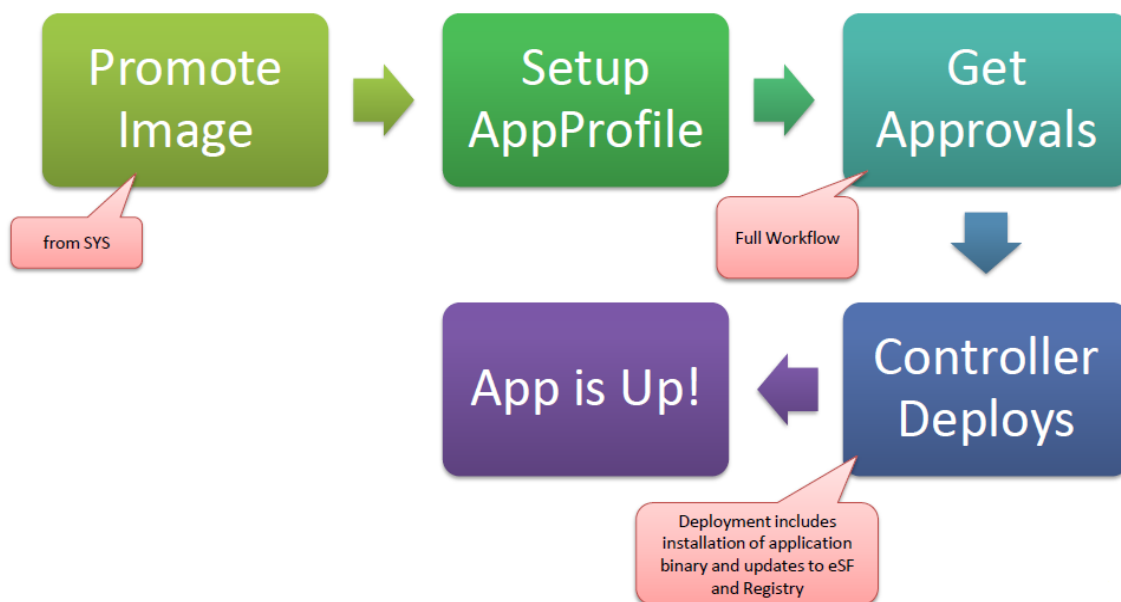 Promote
Image
from SYS
Setup
AppProfile
Get
Approvals
Full Workflow
Controller
Deploys
Deployment includes
installation of application
binary and updates to eSF
and Registry
App is Up!